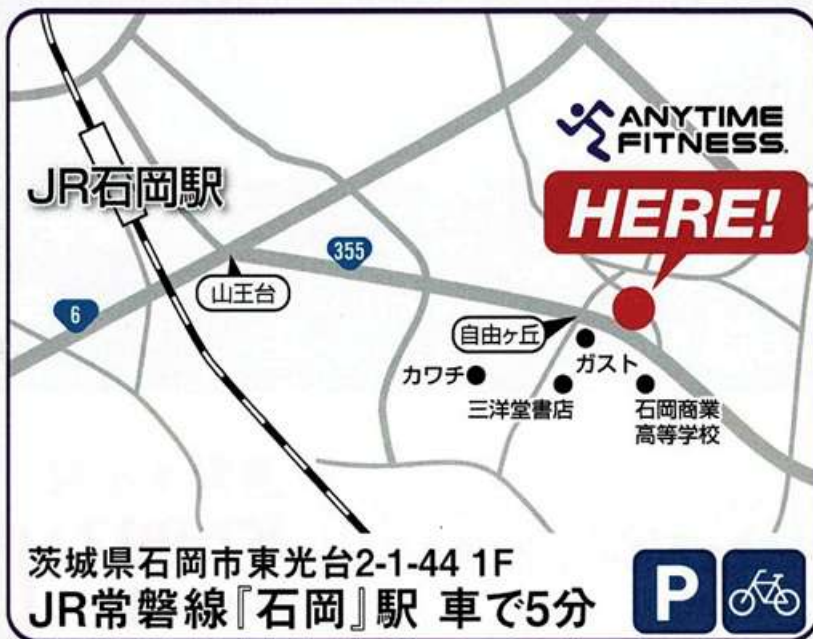 ANYTIME
FITNESS.
HERE!
JR石岡駅
355
山王台
6
自由ヶ丘
ガスト
カワチ
三洋堂書店
石岡商業
高等学校
茨城県石岡市東光台2-1-44 1F
JR常磐線『石岡』駅 車で5分
P